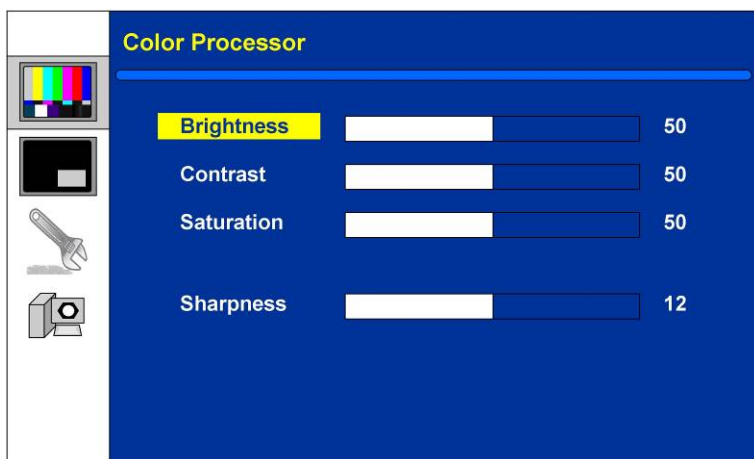 Color Processor
Brightness 50
Contrast 50
Saturation 50
Sharpness 12